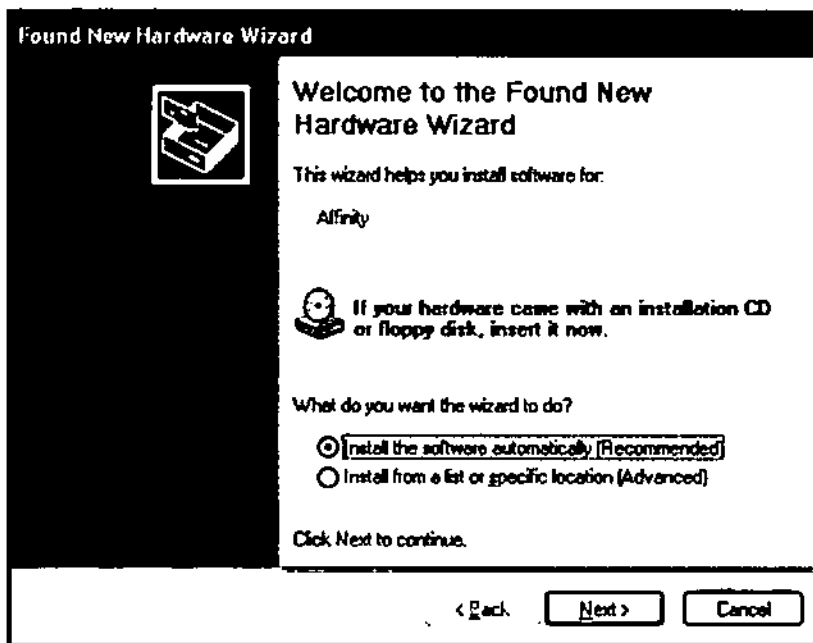 Found New Hardware Wizard
Welcome to the Found New
Hardware Wizard
This wizard helps you install software for:
Affinity
If your hardware came with an installation CD
or floppy disk, insert it now.
What do you want the wizard to do?
Install the software automatically (Recommended)
Install from a list or specific location (Advanced)
Click Next to continue.
< Back Next > Cancel